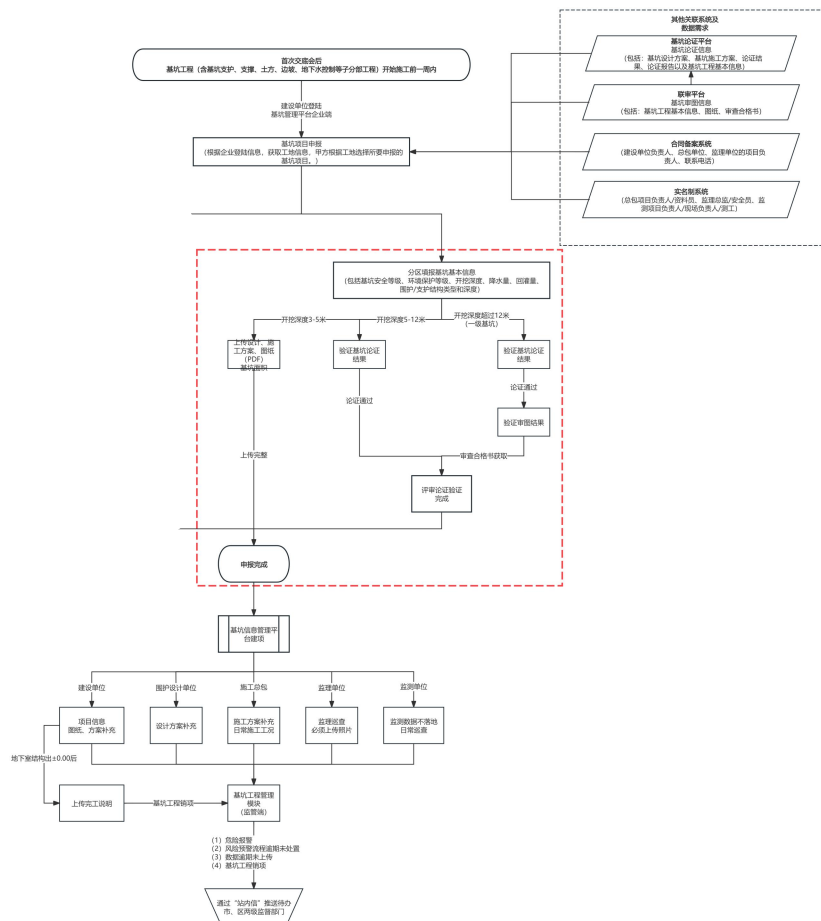 首次交底会后
基坑工程（含基坑支护、支撑、土方、边坡、地下水控制等子分部工程）开始施工前一周内
建设单位登陆
基坑管理平台企业端
基坑项目申报
（根据企业登陆信息，获取工地信息，甲方根据工地选择所要申报的
基坑项目。）
其他关联系统及
数据需求
基坑论证平台
基坑论证信息
（包括：基坑设计方案、基坑施工方案、论证结
果、论证报告以及基坑工程基本信息）
联审平台
基坑审图信息
（包括：基坑工程基本信息、图纸、审查合格书）
合同备案系统
（建设单位负责人、总包单位、监理单位的项目负
责人、联系电话）
实名制系统
（总包项目负责人/资料员、监理总监/安全员、监
测项目负责人/现场负责人/测工）
分区填报基坑基本信息
（包括基坑安全等级、环境保护等级、开挖深度、降水量、回灌量、
围护/支护结构类型和深度）
开挖深度3-5米
开挖深度5-12米
开挖深度超过12米
（一级基坑）
上传设计、施
工方案、图纸
（PDF）
基坑面积
验证基坑论证
结果
验证基坑论证
结果
论证通过
论证通过
验证审图结果
上传完整
审查合格书获取
评审论证验证
完成
申报完成
基坑信息管理平
台建项
建设单位
围护设计单位
施工总包
监理单位
监测单位
项目信息
图纸、方案补充
设计方案补充
施工方案补充
日常施工工况
监理巡查
必须上传照片
监测数据不落地
日常巡查
地下室结构出±0.00后
上传完工说明
基坑工程销项
基坑工程管理
模块
（监管端）
（1）危险报警
（2）风险预警流程逾期未处置
（3）数据逾期未上传
（4）基坑工程销项
通过“站内信”推送待办
市、区两级监督部门